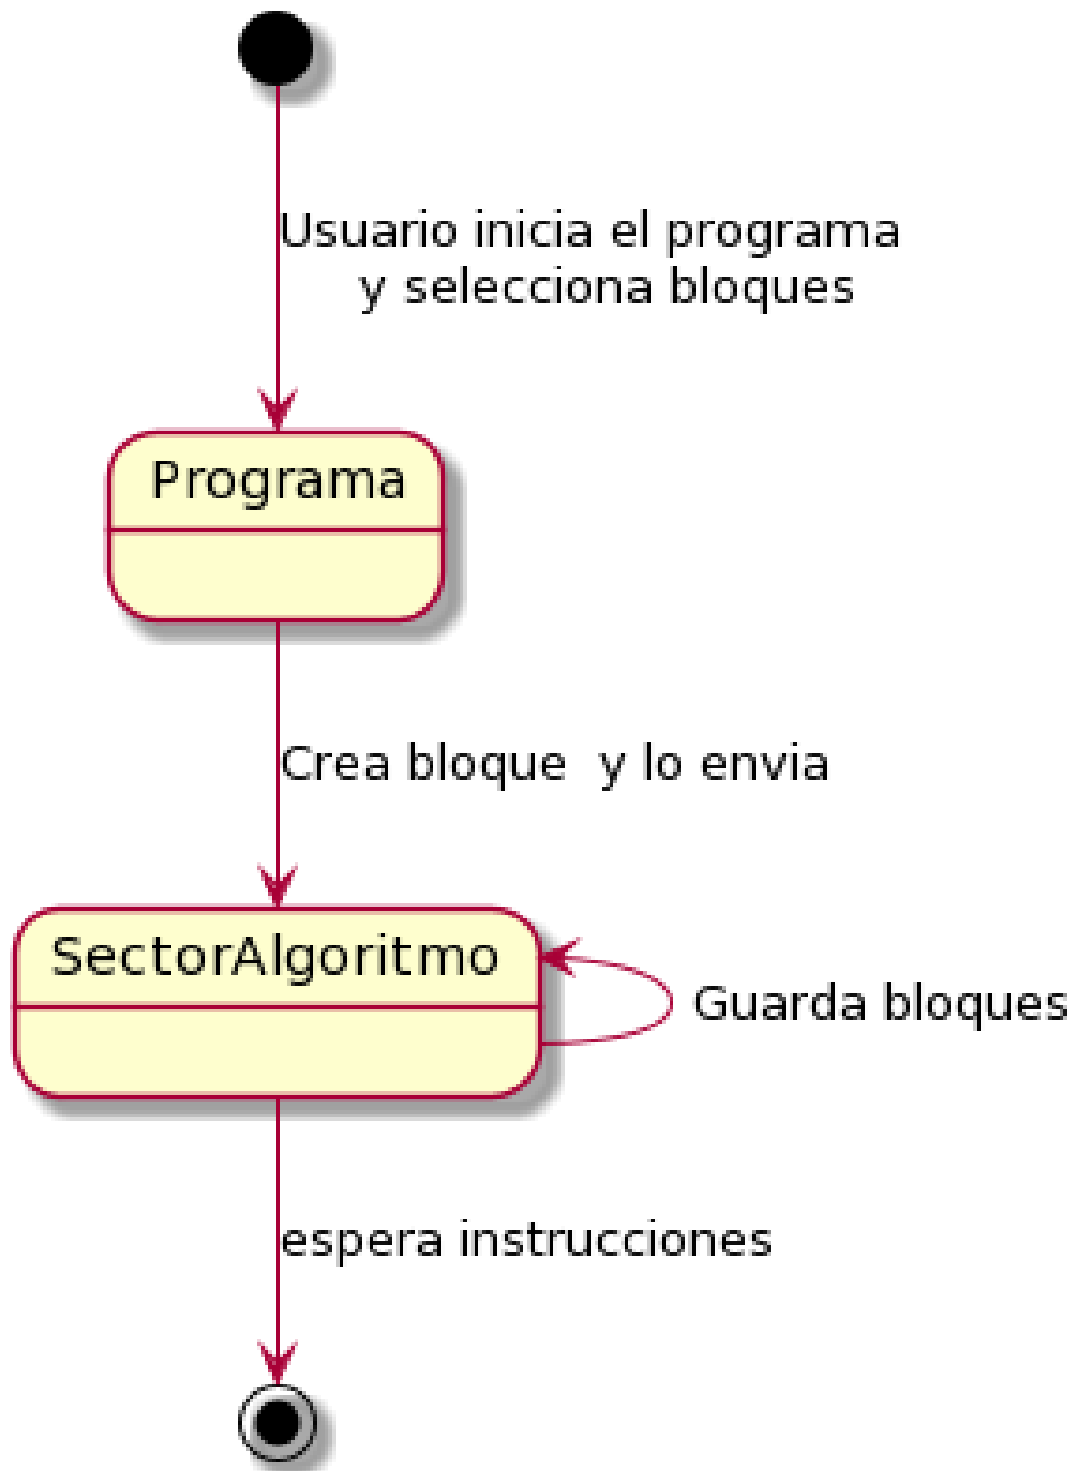 Usuario inicia el programa
y selecciona bloques
Programa
Crea bloque  y lo envia
SectorAlgoritmo
Guarda bloques
espera instrucciones